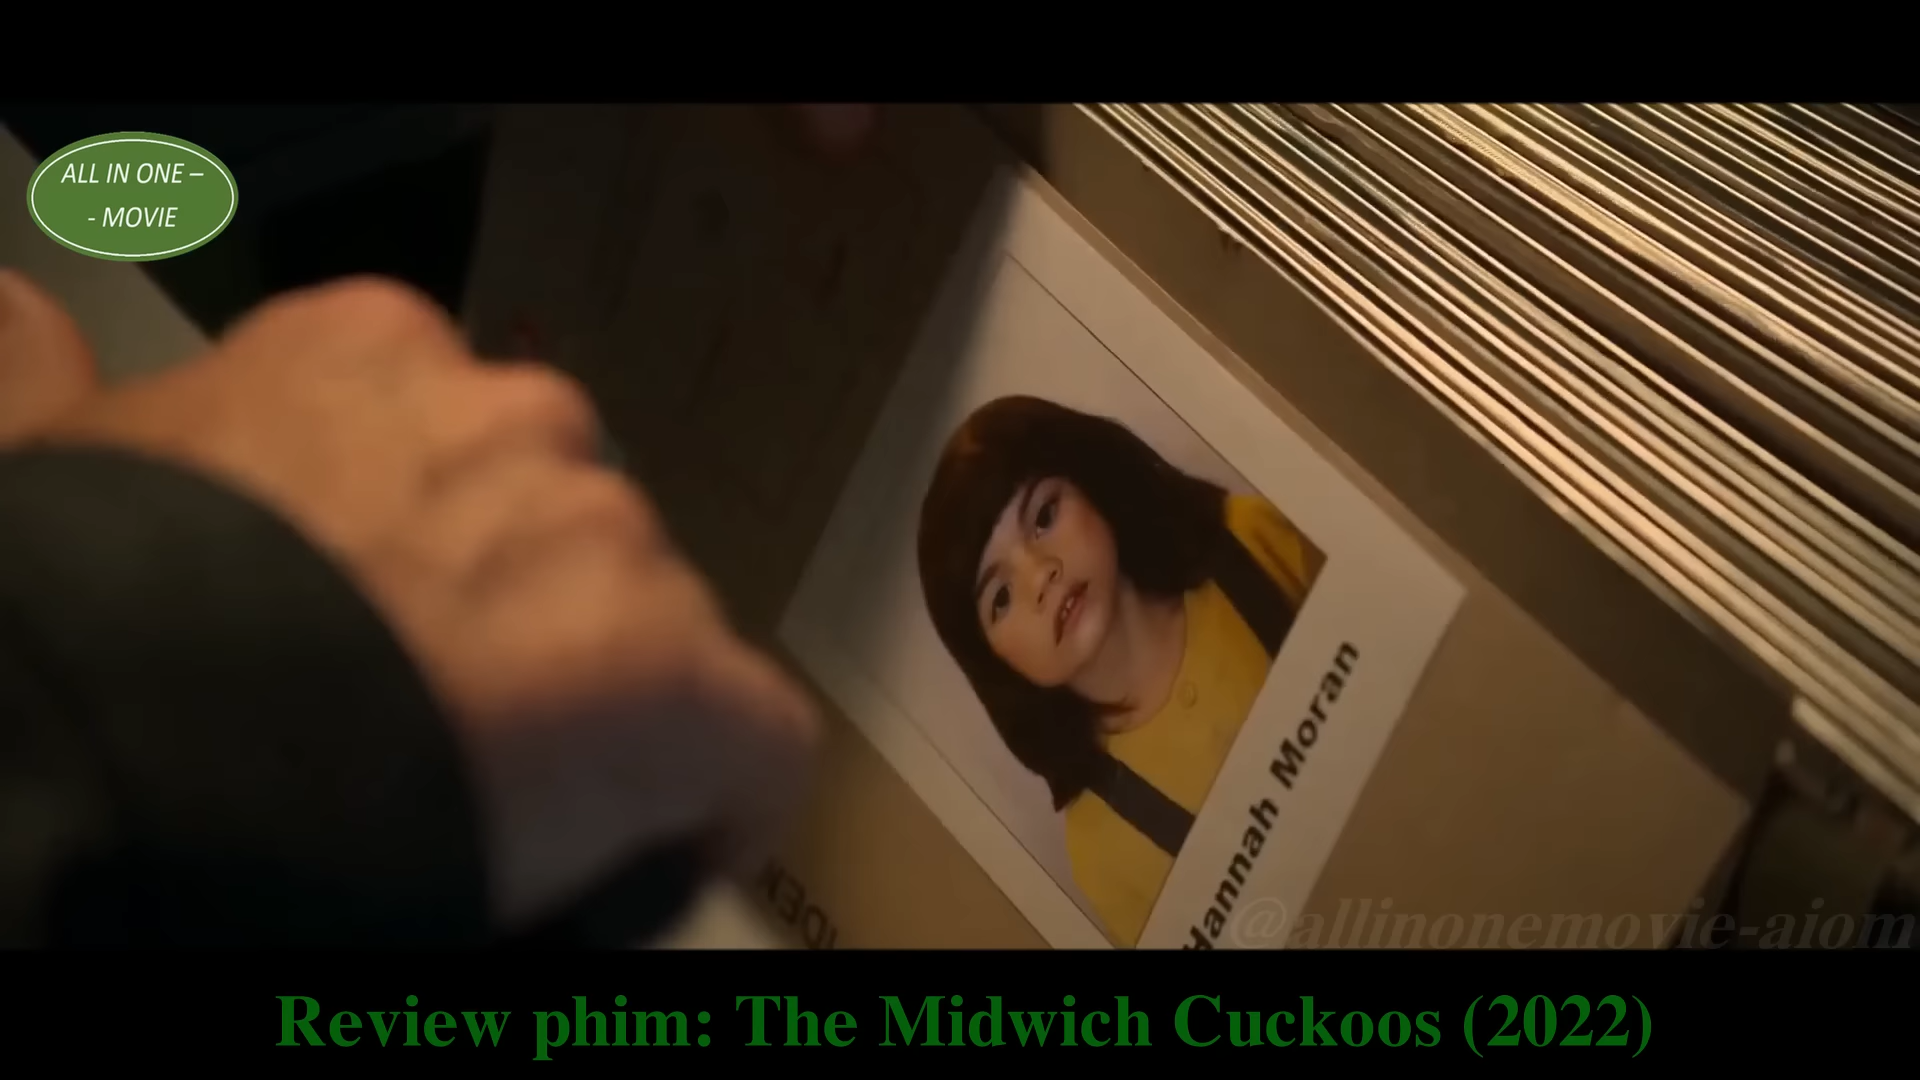 ALL IN ONE –
- MOVIE
Hannah Moran
@allinonemovie-aiom
Review phim: The Midwich Cuckoos (2022)